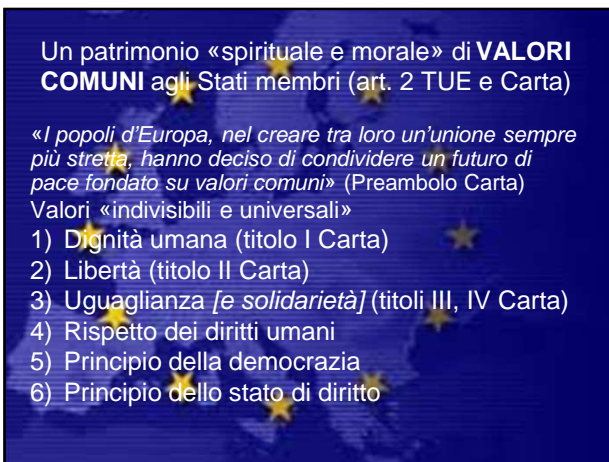 Un patrimonio «spirituale e morale» di VALORI
COMUNI agli Stati membri (art. 2 TUE e Carta)
«I popoli d'Europa, nel creare tra loro un'unione sempre
più stretta, hanno deciso di condividere un futuro di
pace fondato su valori comuni» (Preambolo Carta)
Valori «indivisibili e universali»
1) Dignità umana (titolo I Carta)
2) Libertà (titolo II Carta)
3) Uguaglianza [e solidarietà] (titoli III, IV Carta)
4) Rispetto dei diritti umani
5) Principio della democrazia
6) Principio dello stato di diritto